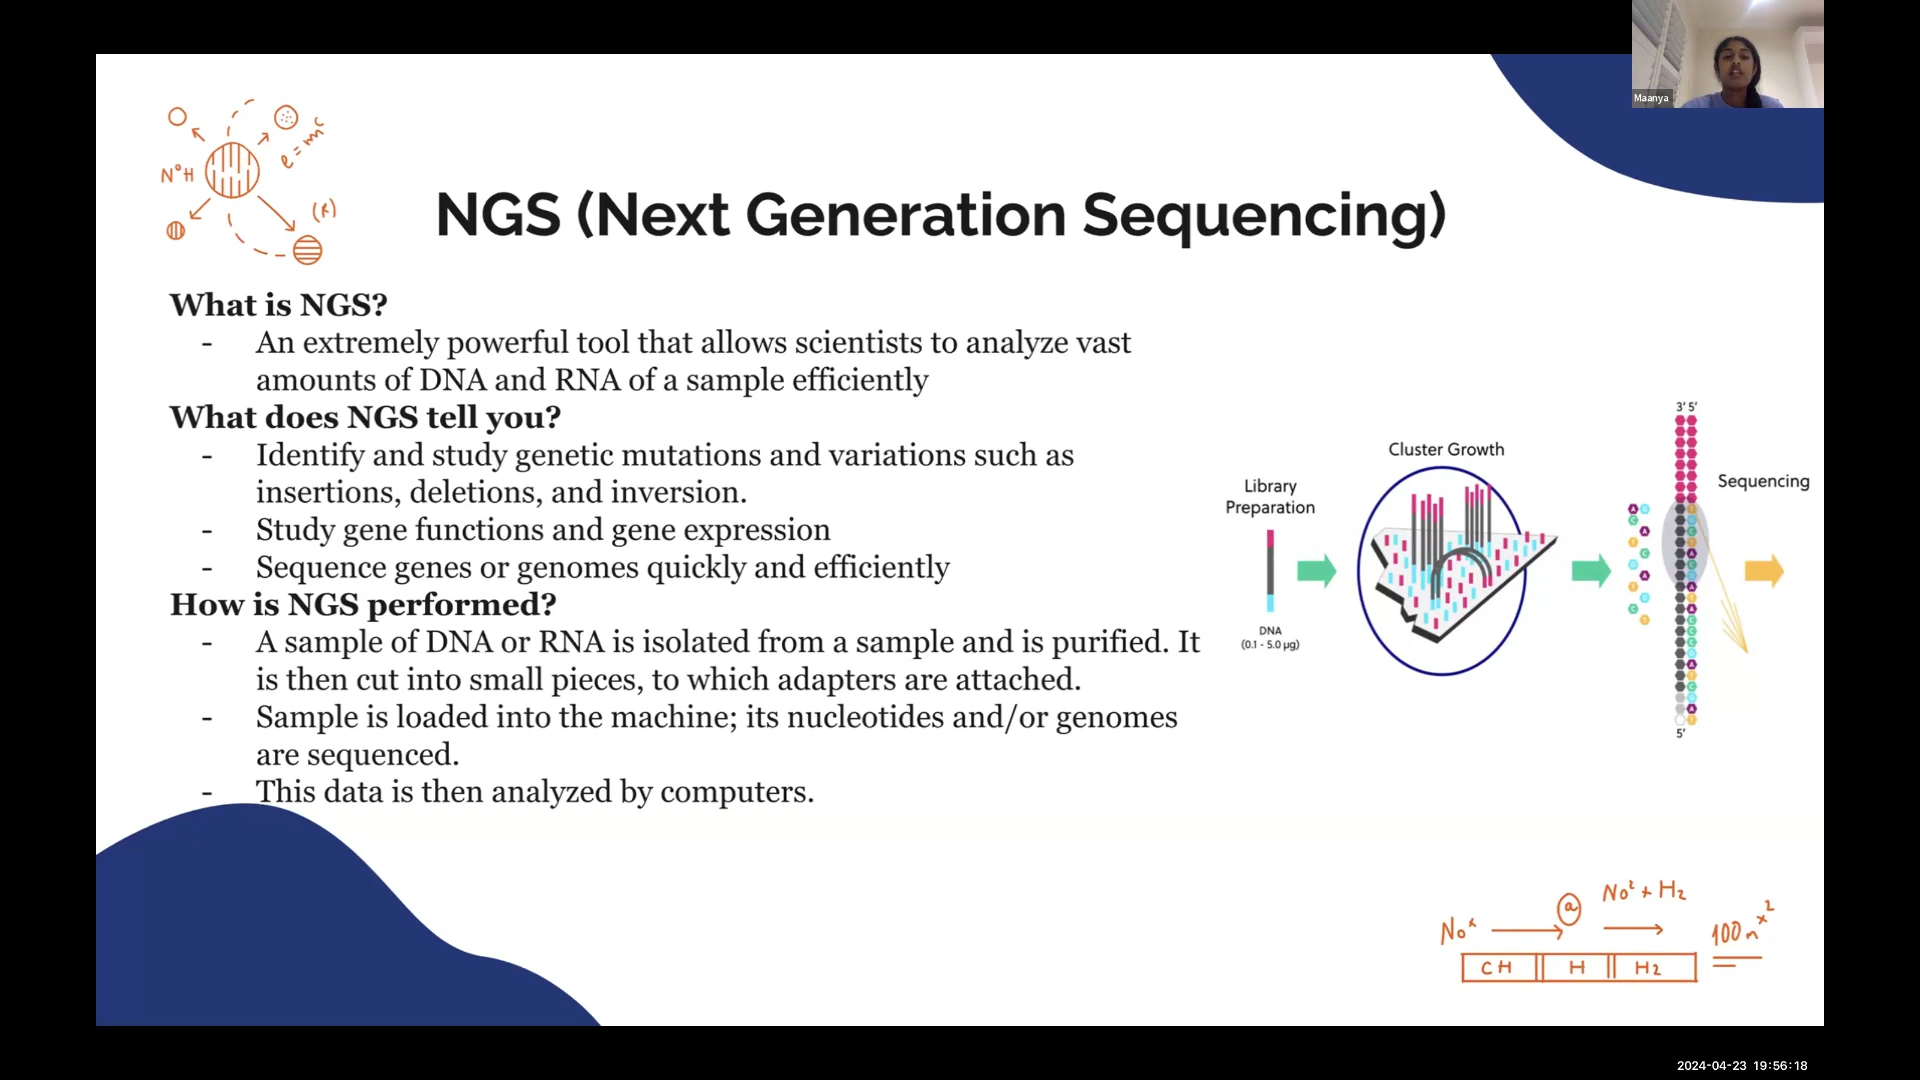 Maanya
N°H
e=mc
(R)
NGS (Next Generation Sequencing)
What is NGS?
- An extremely powerful tool that allows scientists to analyze vast
amounts of DNA and RNA of a sample efficiently
What does NGS tell you?
- Identify and study genetic mutations and variations such as
insertions, deletions, and inversion.
- Study gene functions and gene expression
- Sequence genes or genomes quickly and efficiently
How is NGS performed?
- A sample of DNA or RNA is isolated from a sample and is purified. It
is then cut into small pieces, to which adapters are attached.
- Sample is loaded into the machine; its nucleotides and/or genomes
are sequenced.
- This data is then analyzed by computers.
Library
Preparation
DNA
(0.1 - 5.0 µg)
Cluster Growth
3' 5'
Sequencing
5'
No² + H₂
a
Noˣ
CH H H₂
2024-04-23 19:56:18